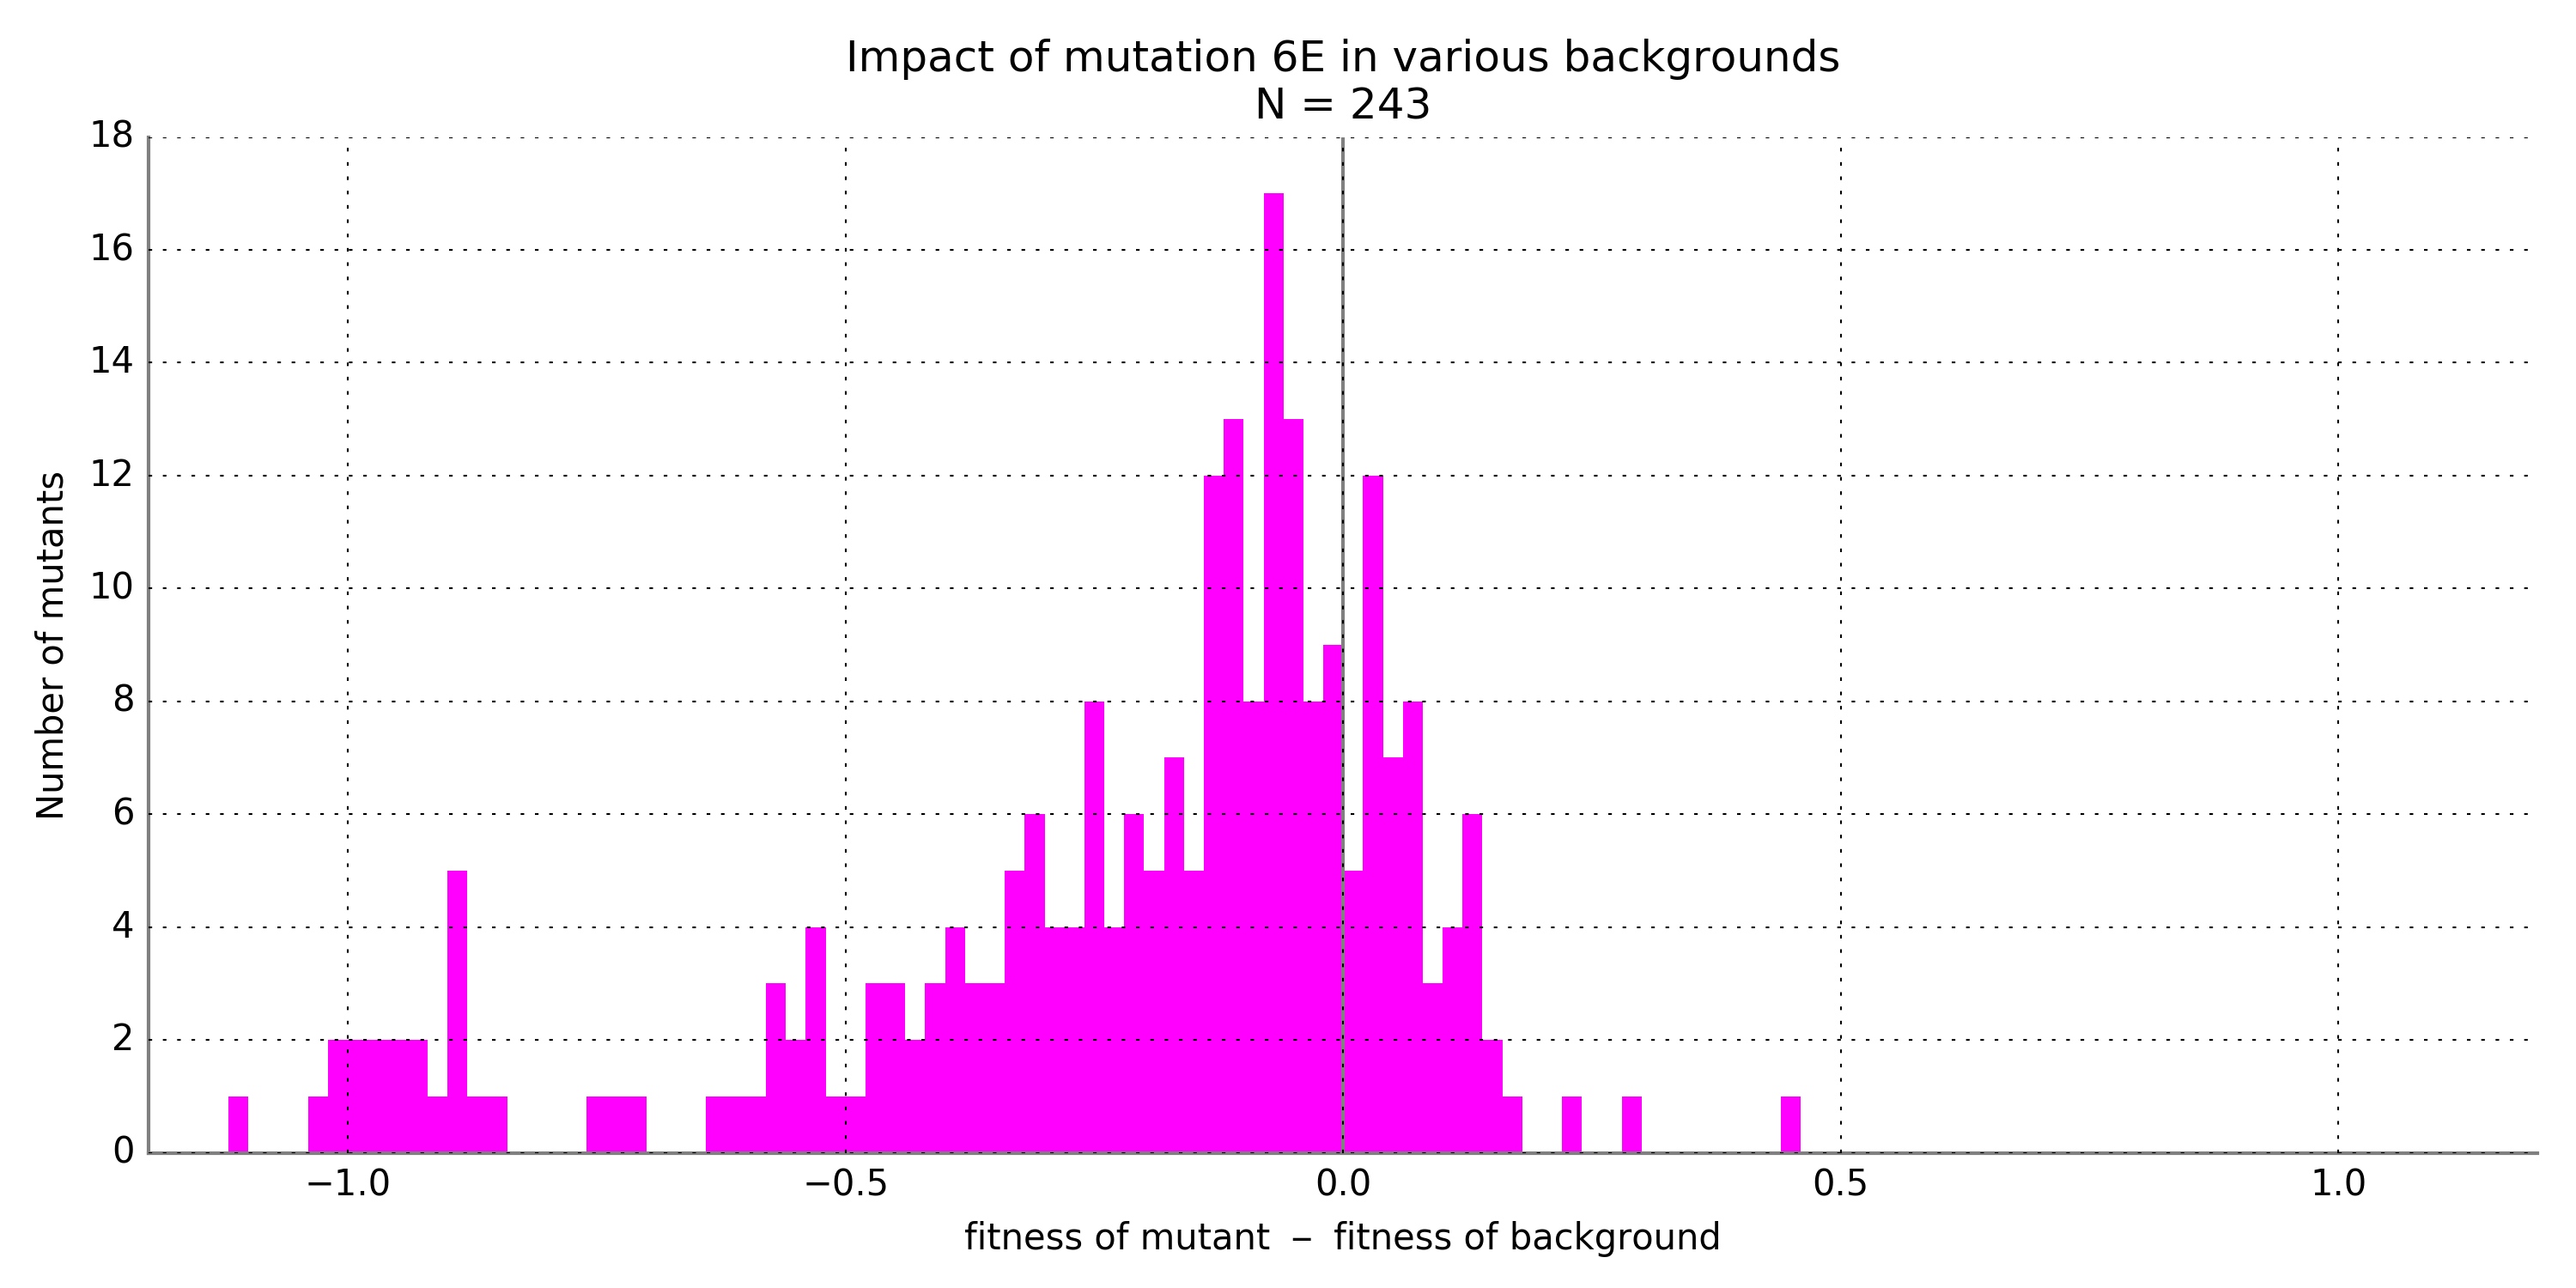 Impact of mutation 6E in various backgrounds
N = 243
18
16
14
12
10
8
6
4
2
0
Number of mutants
−1.0 −0.5 0.0 0.5 1.0
fitness of mutant – fitness of background